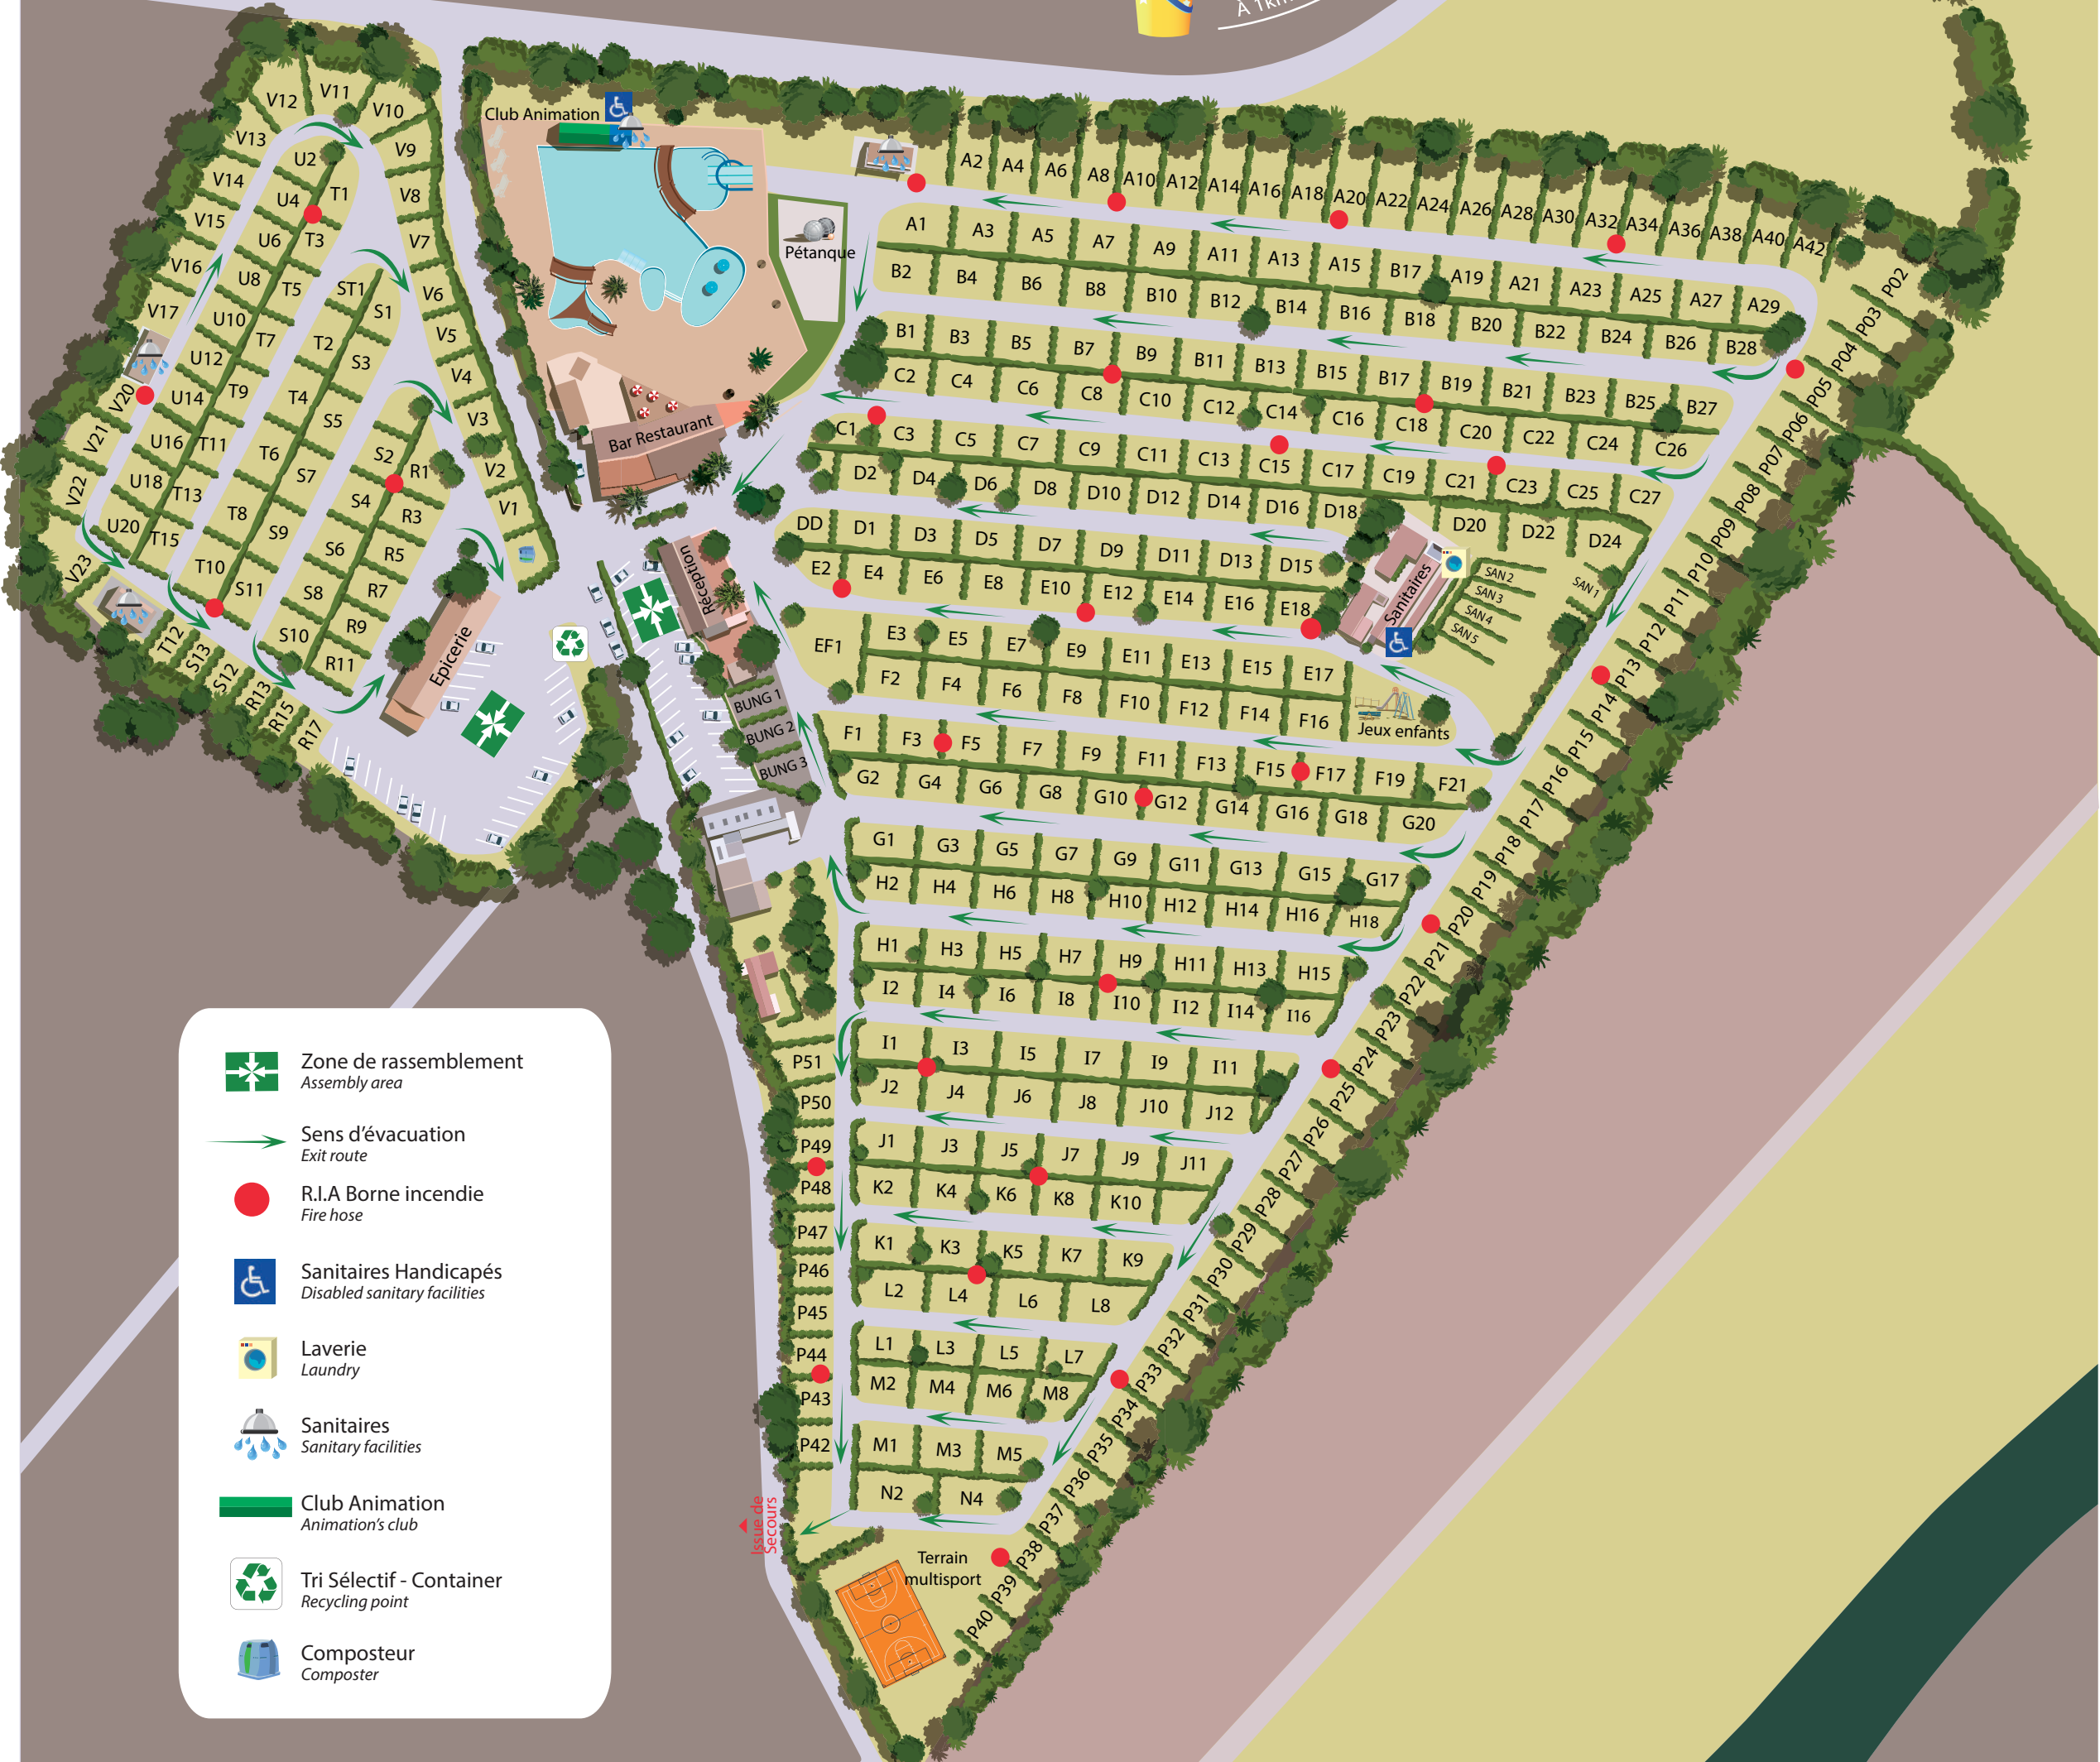 À 1km
Club Animation
V12
V11
V10
V13
V9
V14
V8
V15
V7
V16
V6
V17
V5
V4
V20
V3
V21
V2
V22
V1
V23
U2
T1
U4
T3
U6
T5
U8
U10
T7
U12
T9
U14
T11
U16
T13
U18
T15
U20
ST1
S1
T2
S3
T4
S5
T6
S7
T8
S9
T10
S11
S2
R1
S4
R3
S6
R5
S8
R7
S10
R9
R11
T12
S13
S12
R13
R15
R17
Epicerie
Pétanque
Bar Restaurant
Réception
BUNG 1
BUNG 2
BUNG 3
A2 A4 A6 A8 A10 A12 A14 A16 A18 A20 A22 A24 A26 A28 A30 A32 A34 A36 A38 A40 A42
A1 A3 A5 A7 A9 A11 A13 A15 B17 A19 A21 A23 A25 A27 A29
B2 B4 B6 B8 B10 B12 B14 B16 B18 B20 B22 B24 B26 B28
B1 B3 B5 B7 B9 B11 B13 B15 B17 B19 B21 B23 B25 B27
C2 C4 C6 C8 C10 C12 C14 C16 C18 C20 C22 C24 C26
C1 C3 C5 C7 C9 C11 C13 C15 C17 C19 C21 C23 C25 C27
D2 D4 D6 D8 D10 D12 D14 D16 D18 D20 D22 D24
DD D1 D3 D5 D7 D9 D11 D13 D15
E2 E4 E6 E8 E10 E12 E14 E16 E18
Sanitaires
SAN 2
SAN 3
SAN 4
SAN 5
SAN 1
EF1
E3 E5 E7 E9 E11 E13 E15 E17
F2 F4 F6 F8 F10 F12 F14 F16
Jeux enfants
F1 F3 F5 F7 F9 F11 F13 F15 F17 F19 F21
G2 G4 G6 G8 G10 G12 G14 G16 G18 G20
G1 G3 G5 G7 G9 G11 G13 G15 G17
H2 H4 H6 H8 H10 H12 H14 H16 H18
H1 H3 H5 H7 H9 H11 H13 H15
I2 I4 I6 I8 I10 I12 I14 I16
I1 I3 I5 I7 I9 I11
J2 J4 J6 J8 J10 J12
J1 J3 J5 J7 J9 J11
K2 K4 K6 K8 K10
K1 K3 K5 K7 K9
L2 L4 L6 L8
L1 L3 L5 L7
M2 M4 M6 M8
M1 M3 M5
N2 N4
P02
P03
P04
P05
P06
P07
P08
P09
P10
P11
P12
P13
P14
P15
P16
P17
P18
P19
P20
P21
P22
P23
P24
P25
P26
P27
P28
P29
P30
P31
P32
P33
P34
P35
P36
P37
P38
P39
P40
P51
P50
P49
P48
P47
P46
P45
P44
P43
P42
Issue de
Secours
Terrain
multisport
Zone de rassemblement
Assembly area
Sens d'évacuation
Exit route
R.I.A Borne incendie
Fire hose
Sanitaires Handicapés
Disabled sanitary facilities
Laverie
Laundry
Sanitaires
Sanitary facilities
Club Animation
Animation's club
Tri Sélectif - Container
Recycling point
Composteur
Composter